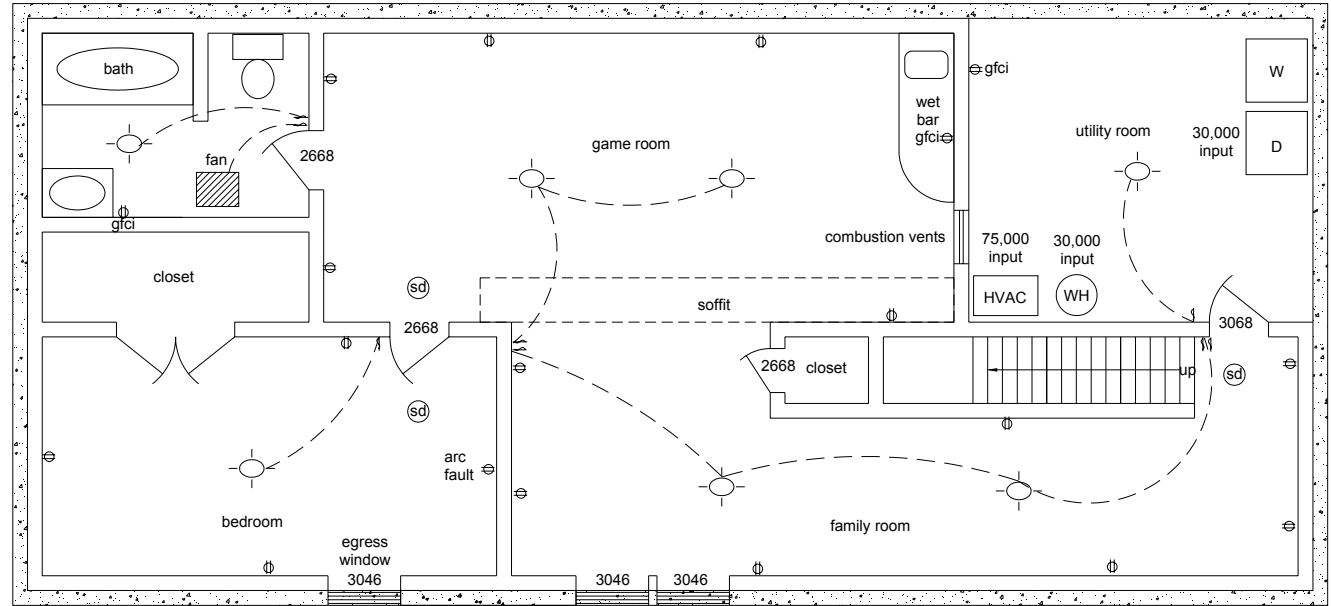 bath
fan
2668
gfci
game room
wet
bar
gfci
gfci
utility room
30,000
input
W
D
combustion vents
75,000
input
30,000
input
HVAC
WH
closet
sd
2668
soffit
3068
2668
closet
up
sd
sd
arc
fault
bedroom
egress
window
3046
3046
3046
family room